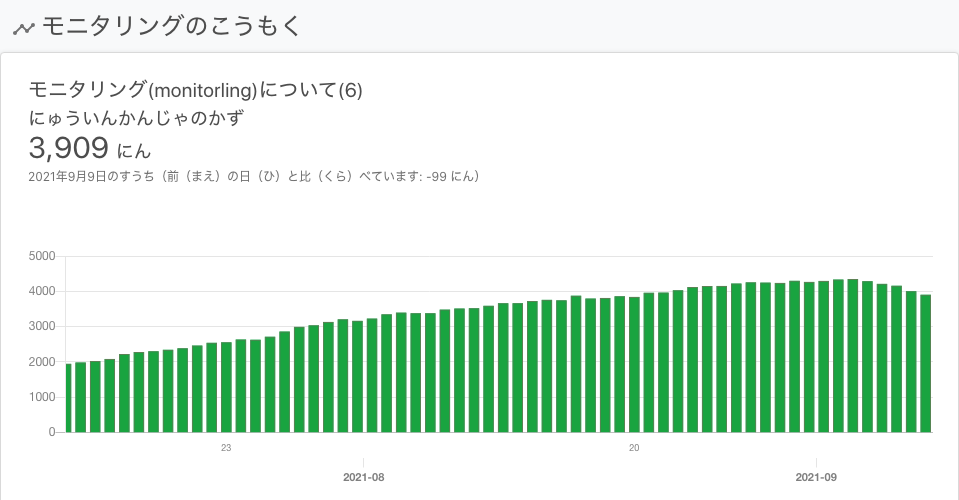 モニタリングのこうもく
モニタリング(monitorling)について(6)
にゅういんかんじゃのかず
3,909 にん
2021年9月9日のすうち（前（まえ）の日（ひ）と比（くら）べています: -99 にん）
5000
4000
3000
2000
1000
0
23
20
2021-08
2021-09